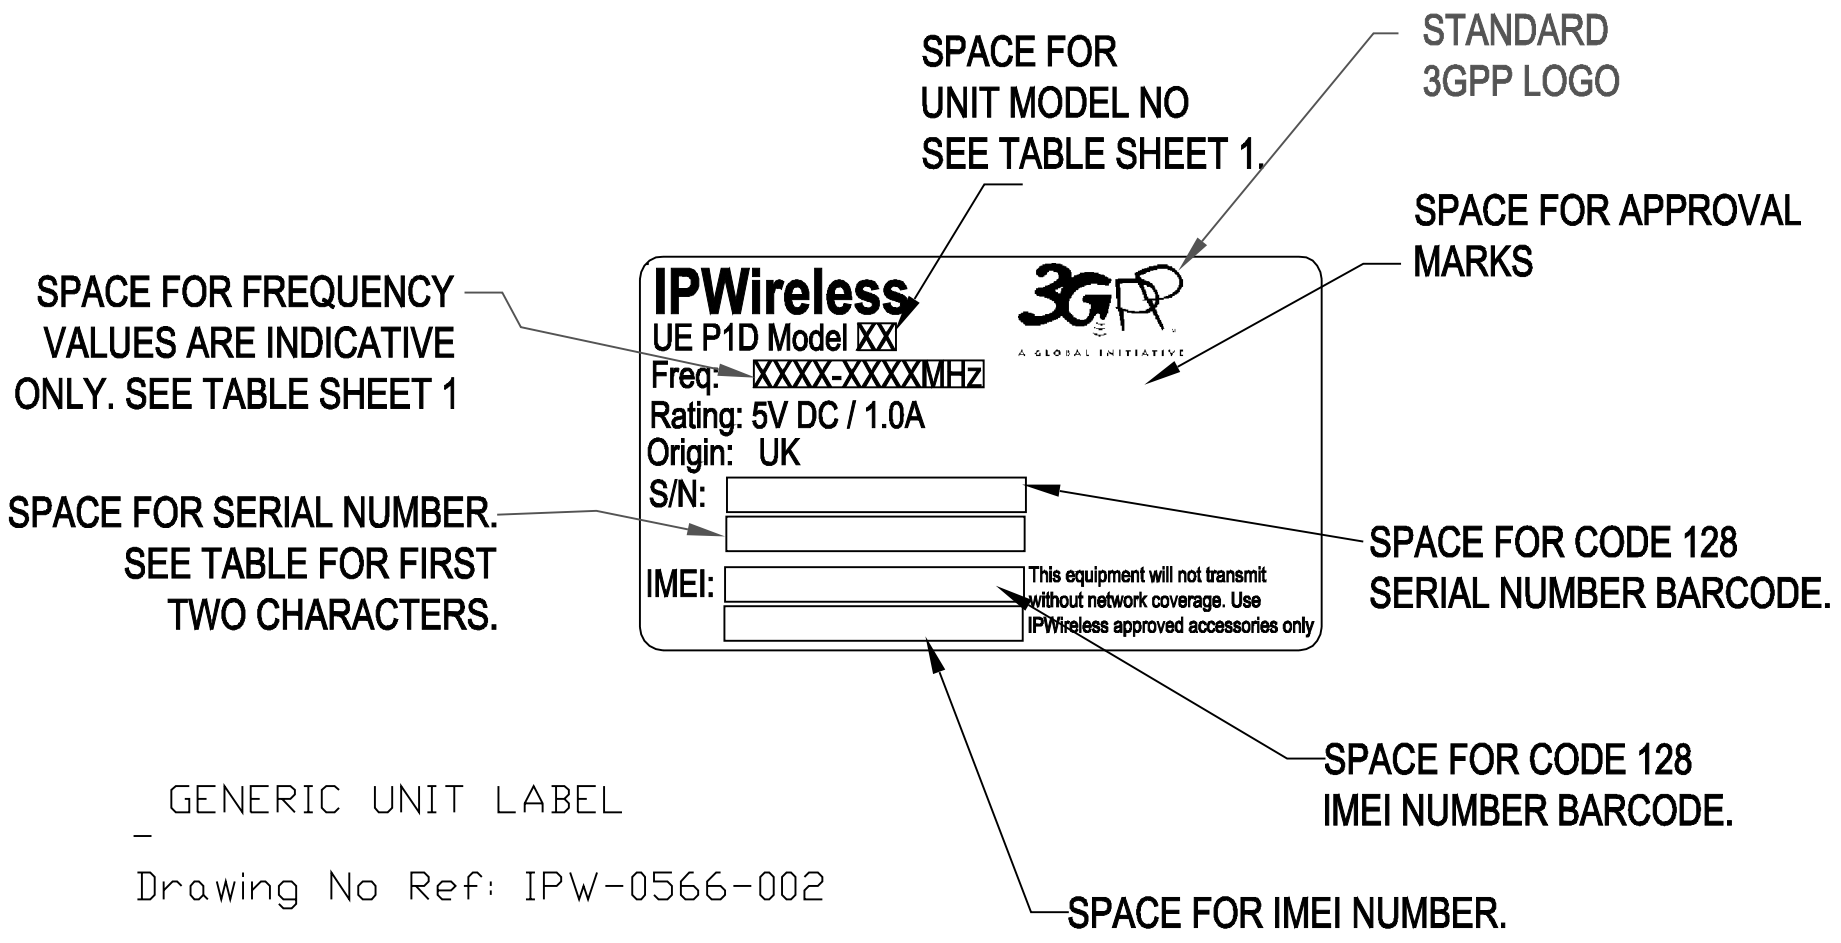 STANDARD
3GPP LOGO
SPACE FOR
UNIT MODEL NO
SEE TABLE SHEET 1.
SPACE FOR APPROVAL
MARKS
SPACE FOR FREQUENCY
VALUES ARE INDICATIVE
ONLY. SEE TABLE SHEET 1
SPACE FOR SERIAL NUMBER.
SEE TABLE FOR FIRST
TWO CHARACTERS.
IPWireless
UE P1D Model XX
Freq: XXXX-XXXXMHz
Rating: 5V DC / 1.0A
Origin: UK
S/N:
IMEI:
3GPP
A GLOBAL INITIATIVE
This equipment will not transmit
without network coverage. Use
IPWireless approved accessories only
SPACE FOR CODE 128
SERIAL NUMBER BARCODE.
SPACE FOR CODE 128
IMEI NUMBER BARCODE.
SPACE FOR IMEI NUMBER.
GENERIC UNIT LABEL
Drawing No Ref: IPW-0566-002